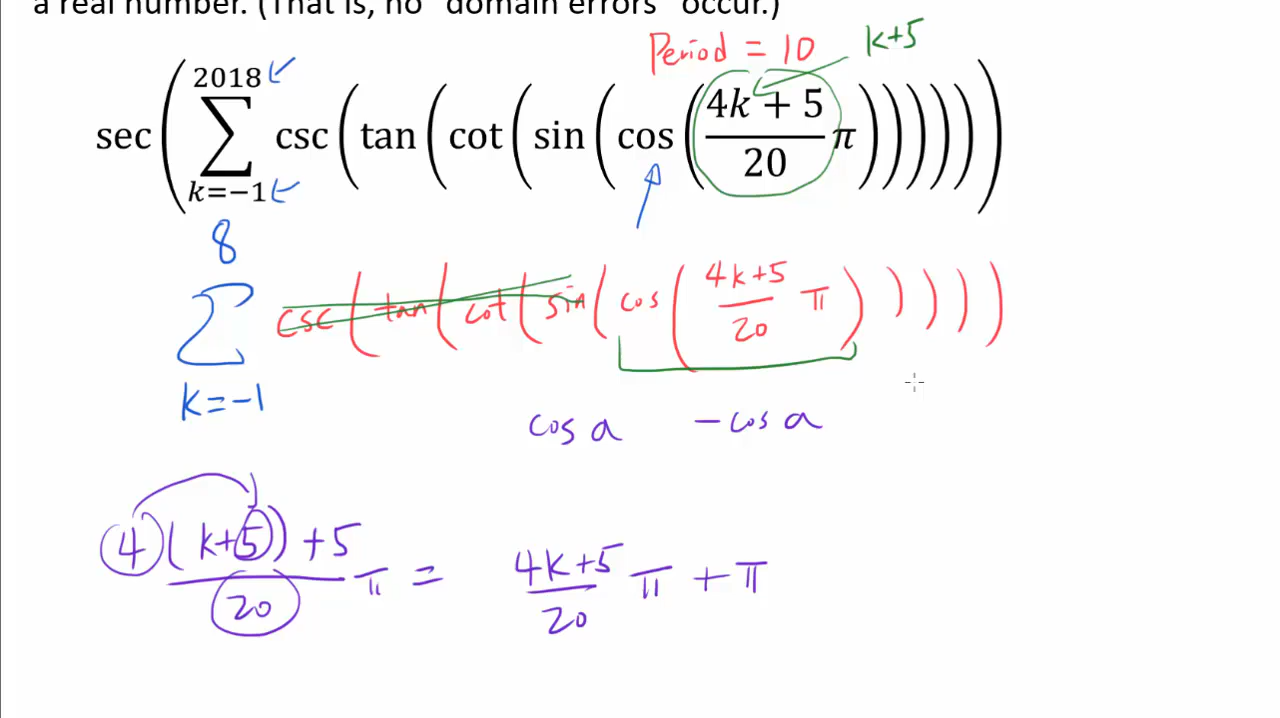 a real number. (That is, no "domain errors" occur.)
Period = 10 k+5
sec(∑_{k=−1}^{2018} csc(tan(cot(sin(cos((4k + 5)/20 π))))))
∑_{k=-1}^{8} csc(tan(cot(sin(cos((4k+5)/20 π)))))
cos a -cos a
(4(k+5)+5)/20 π = (4k+5)/20 π + π